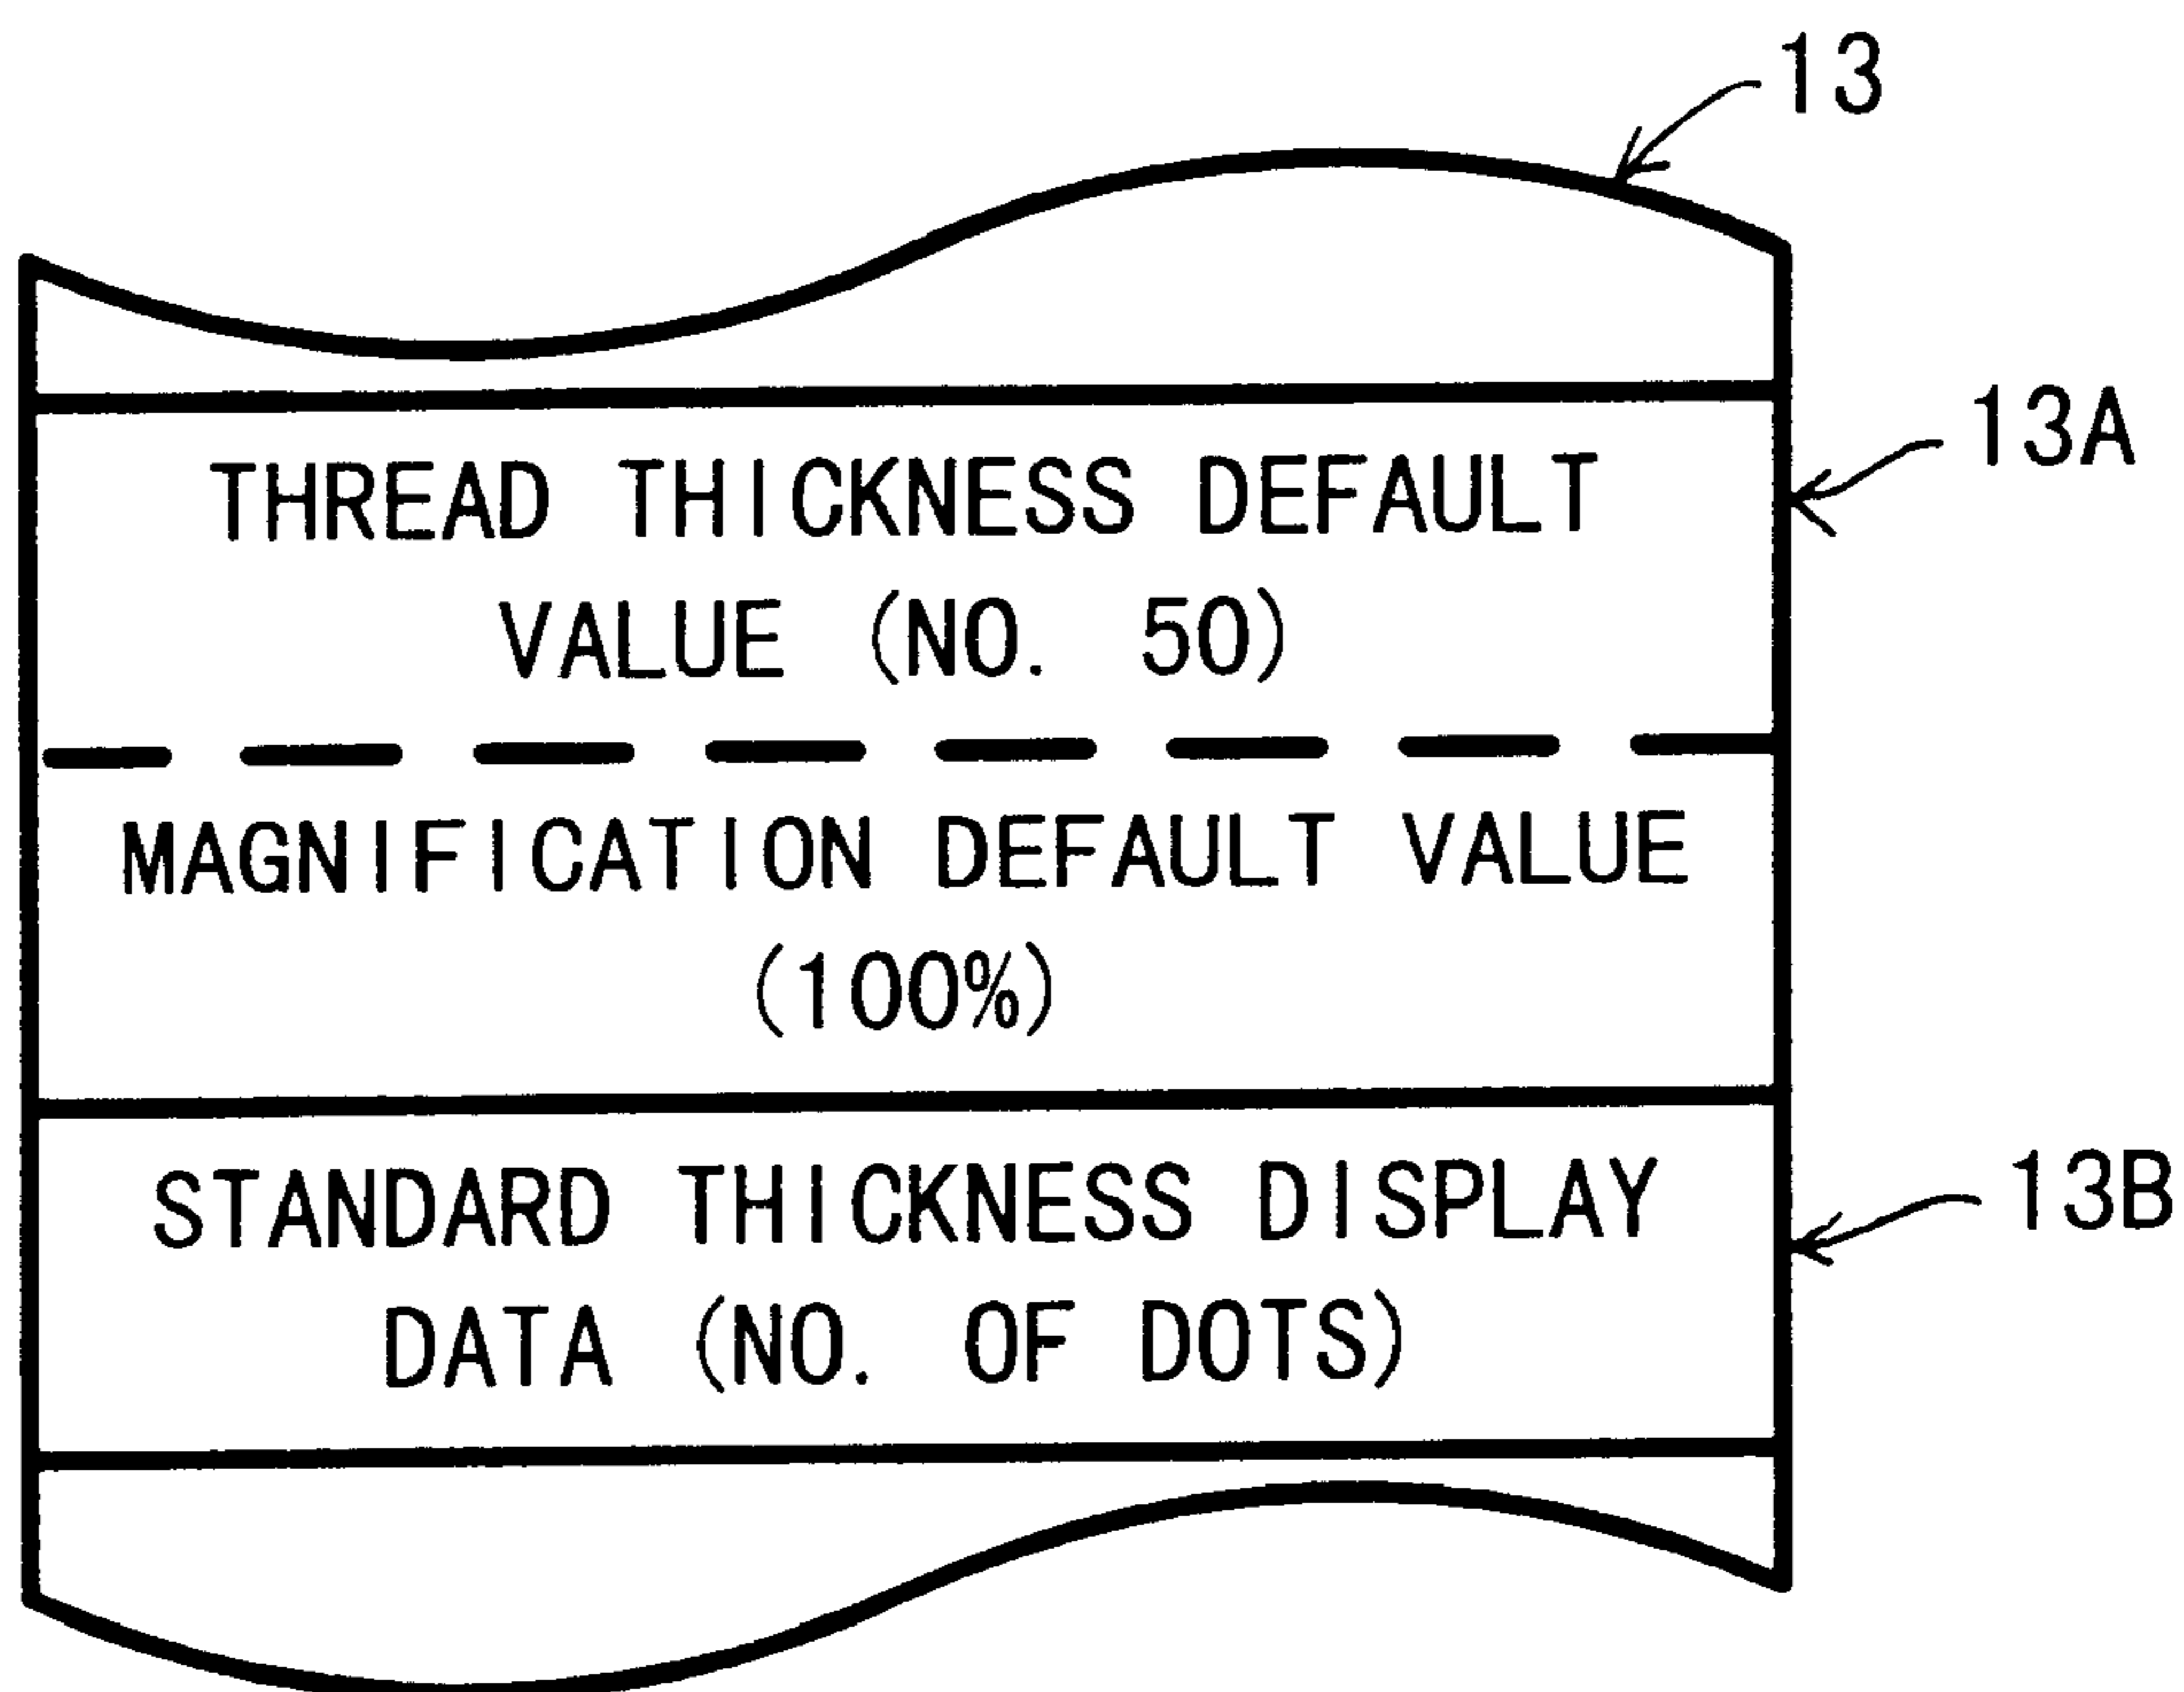 13
13A
THREAD THICKNESS DEFAULT
VALUE (NO. 50)
MAGNIFICATION DEFAULT VALUE
(100%)
13B
STANDARD THICKNESS DISPLAY
DATA (NO. OF DOTS)